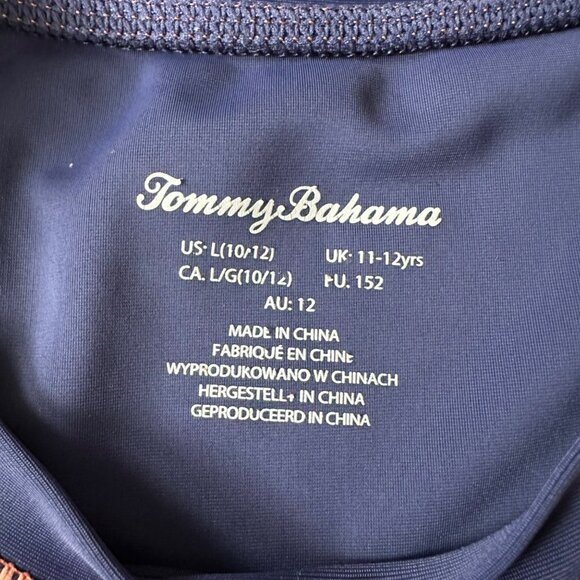 Tommy Bahama
US: L(10/12) UK: 11-12yrs
CA. L/G(10/12) EU. 152
AU: 12
MADE IN CHINA
FABRIQUÉ EN CHINE
WYPRODUKOWANO W CHINACH
HERGESTELLT IN CHINA
GEPRODUCEERD IN CHINA